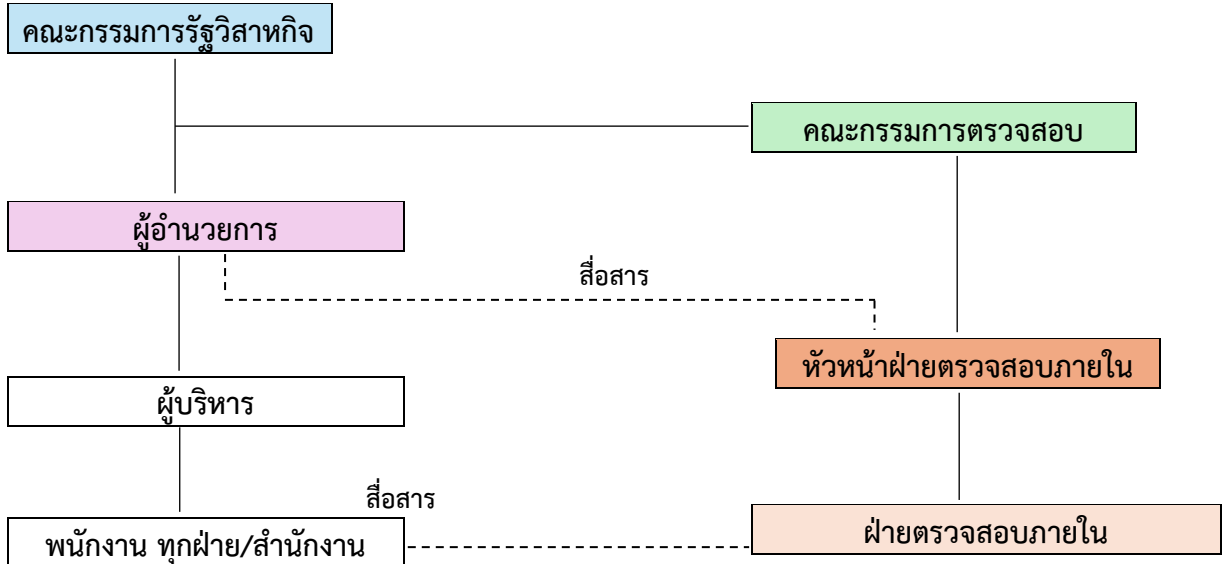 คณะกรรมการรัฐวิสาหกิจ
คณะกรรมการตรวจสอบ
ผู้อำนวยการ
สื่อสาร
หัวหน้าฝ่ายตรวจสอบภายใน
ผู้บริหาร
สื่อสาร
พนักงาน ทุกฝ่าย/สำนักงาน
ฝ่ายตรวจสอบภายใน